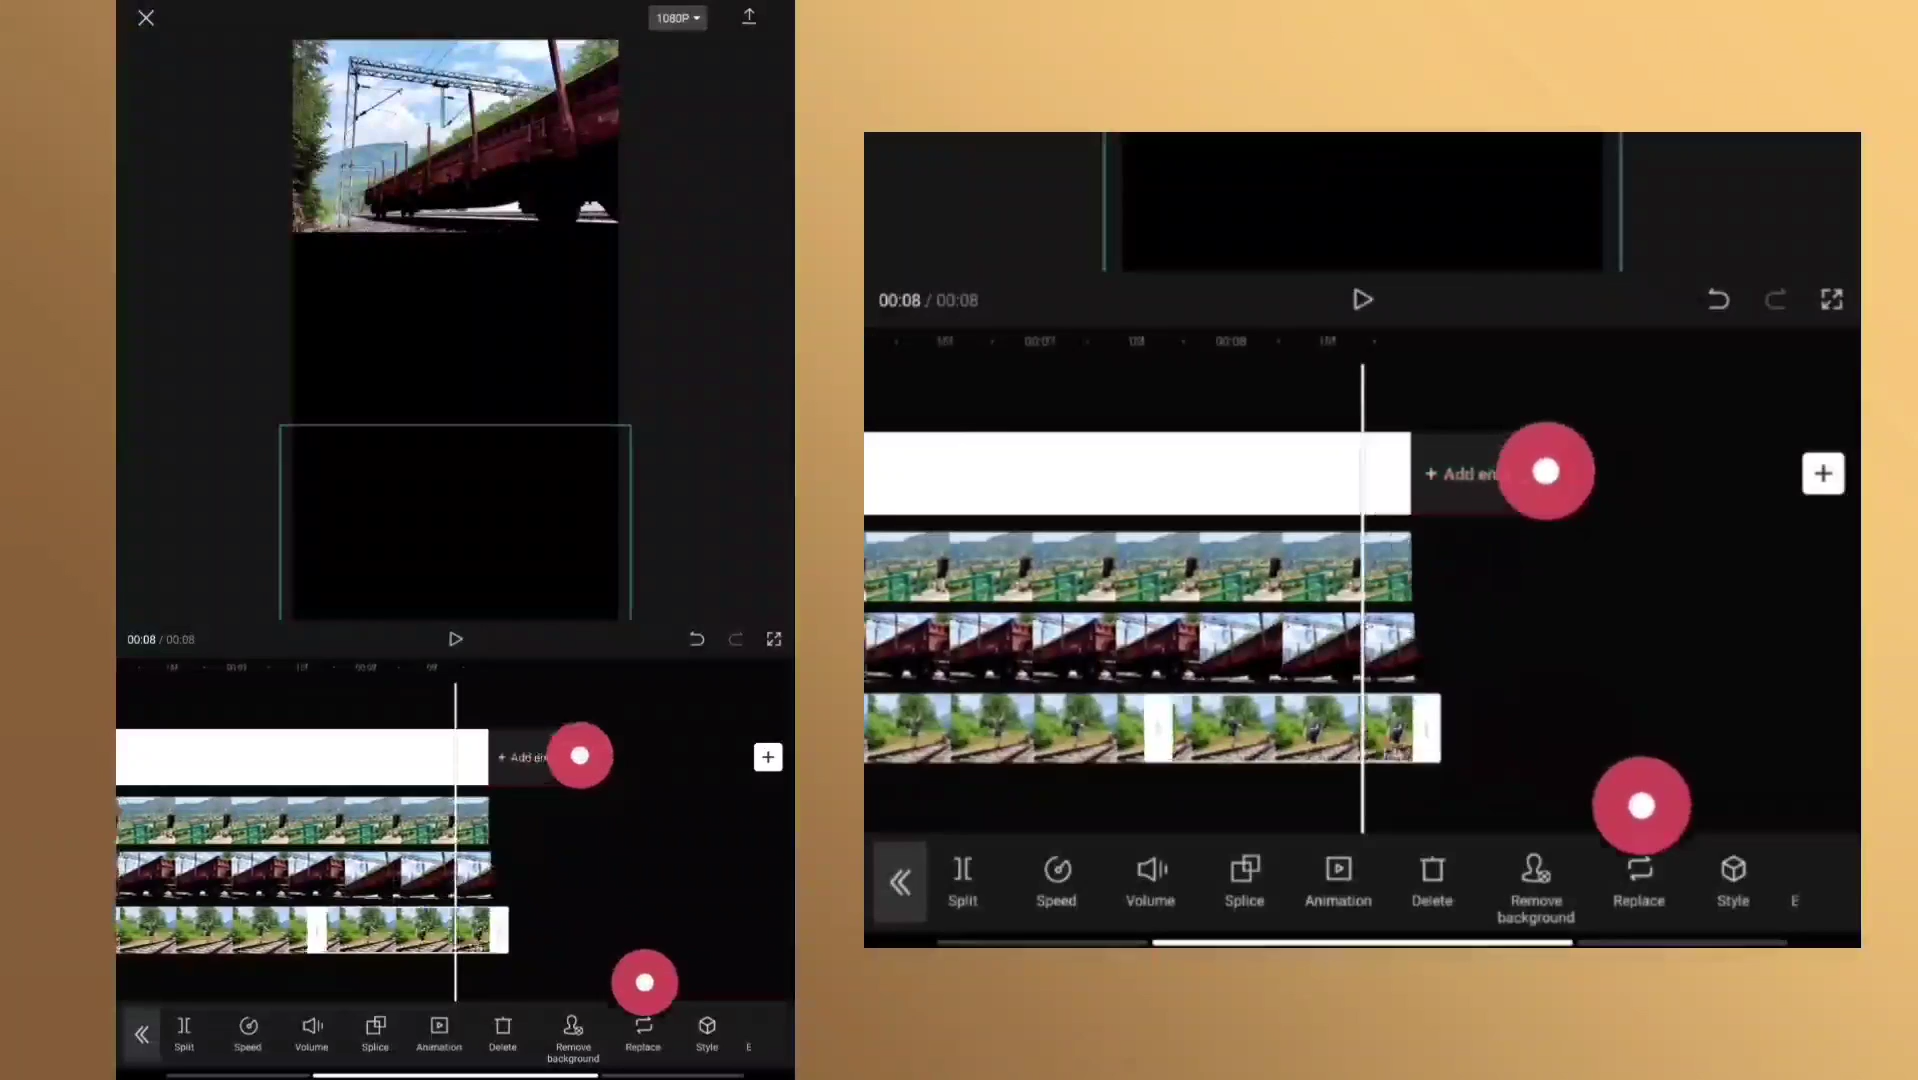 1080P
00:08 / 00:08
+ Add en
Split
Speed
Volume
Splice
Animation
Delete
Remove
background
Replace
Style
E
00:08 / 00:08
00:07
00:08
+ Add en
Split
Speed
Volume
Splice
Animation
Delete
Remove
background
Replace
Style
E